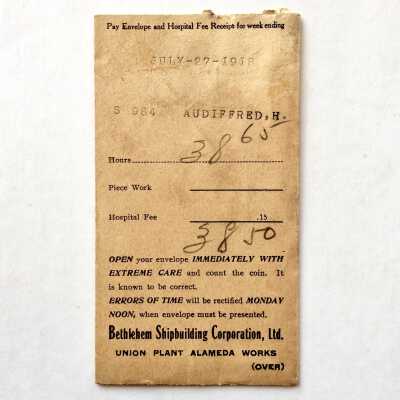 Pay Envelope and Hospital Fee Receipt for week ending
JULY-27-1918
S 984 AUDIFFRED,H.
Hours 38 65
Piece Work
Hospital Fee .15
38 50
OPEN your envelope IMMEDIATELY WITH
EXTREME CARE and count the coin. It
is known to be correct.
ERRORS OF TIME will be rectified MONDAY
NOON, when envelope must be presented.
Bethlehem Shipbuilding Corporation, Ltd.
UNION PLANT ALAMEDA WORKS
(OVER)